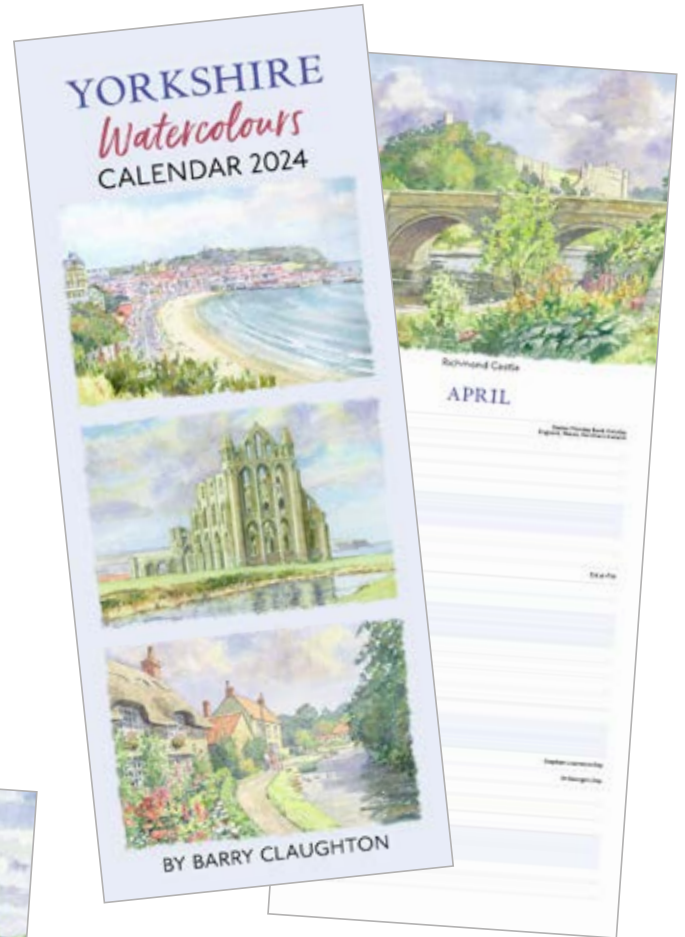 YORKSHIRE
Watercolours
CALENDAR 2024
BY BARRY CLAUGHTON
Richmond Castle
APRIL